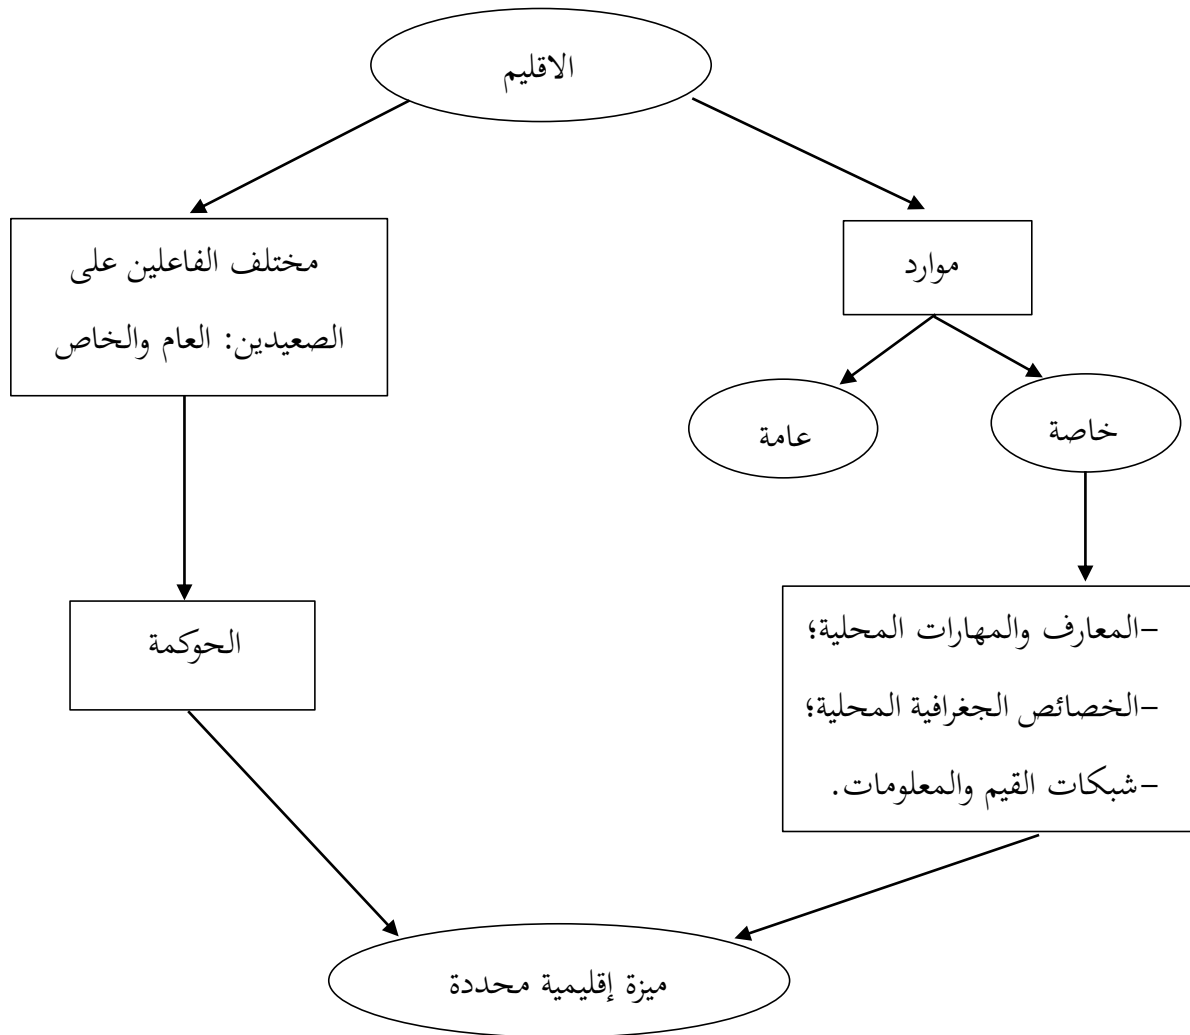 الاقليم
موارد
مختلف الفاعلين على
الصعيدين: العام والخاص
خاصة
عامة
الحوكمة
-المعارف والمهارات المحلية؛
-الخصائص الجغرافية المحلية؛
-شبكات القيم والمعلومات.
ميزة إقليمية محددة